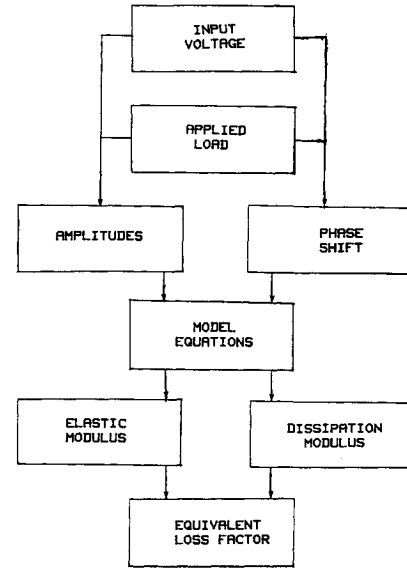 INPUT
VOLTAGE
APPLIED
LOAD
AMPLITUDES
PHASE
SHIFT
MODEL
EQUATIONS
ELASTIC
MODULUS
DISSIPATION
MODULUS
EQUIVALENT
LOSS FACTOR